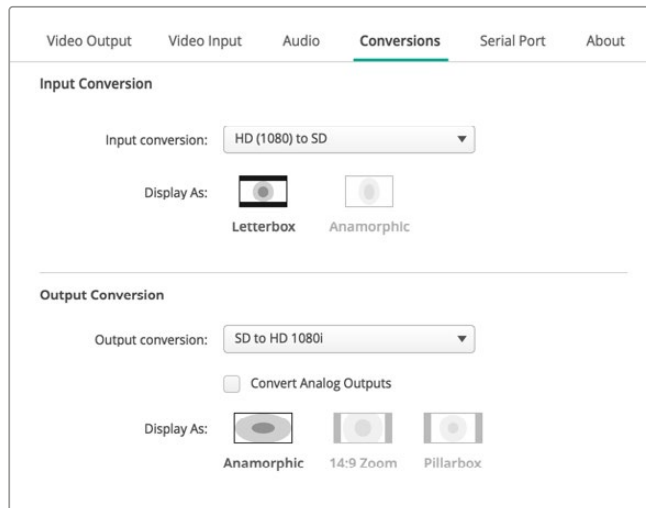 Video Output Video Input Audio Conversions Serial Port About
Input Conversion
Input conversion: HD (1080) to SD
Display As:
Letterbox Anamorphic
Output Conversion
Output conversion: SD to HD 1080i
Convert Analog Outputs
Display As:
Anamorphic 14:9 Zoom Pillarbox